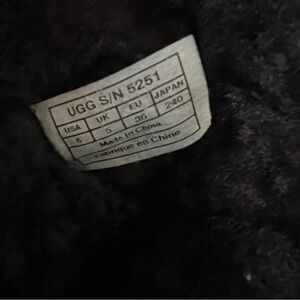 UGG S/N 5251
USA UK EU JAPAN
6 5 36 240
Made in China
Fabriqué en Chine